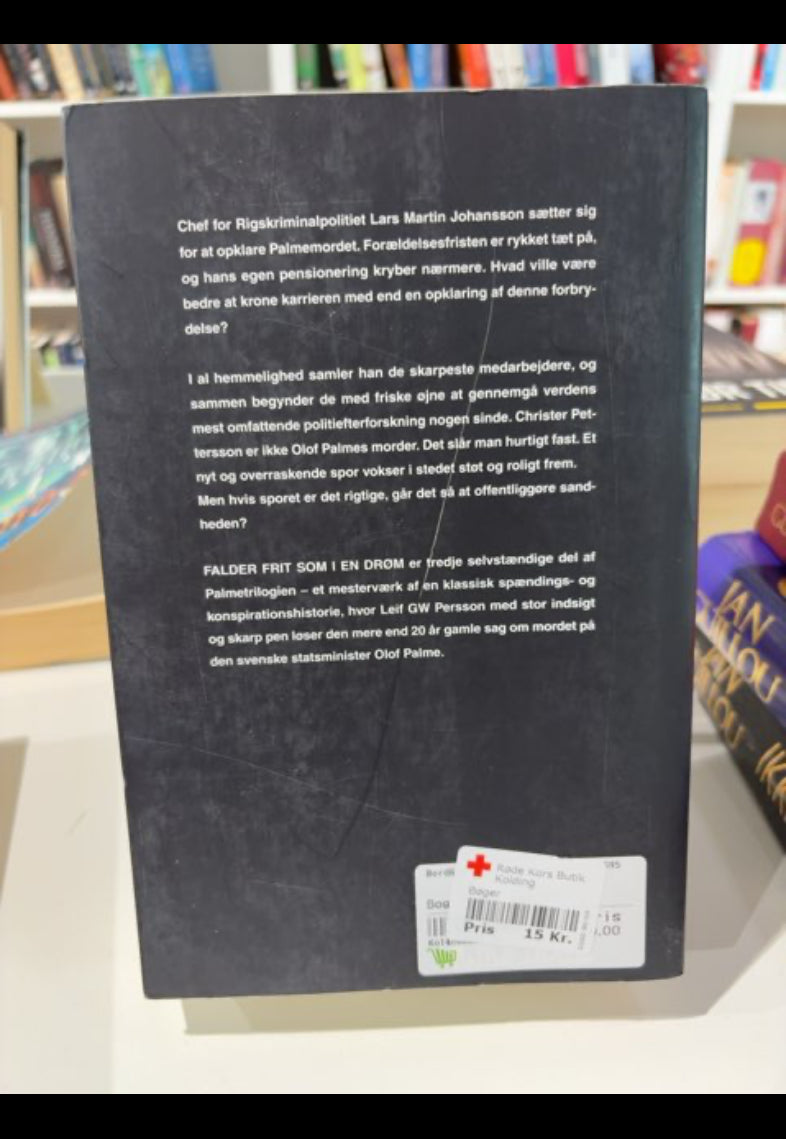 Chef for Rigskriminalpolitiet Lars Martin Johansson sætter sig
for at opklare Palmemordet. Forældelsesfristen er rykket tæt på,
og hans egen pensionering kryber nærmere. Hvad ville være
bedre at krone karrieren med end en opklaring af denne forbry-
delse?
I al hemmelighed samler han de skarpeste medarbejdere, og
sammen begynder de med friske øjne at gennemgå verdens
mest omfattende politiefterforskning nogen sinde. Christer Pet-
tersson er ikke Olof Palmes morder. Det slår man hurtigt fast. Et
nyt og overraskende spor vokser i stedet støt og roligt frem.
Men hvis sporet er det rigtige, går det så at offentliggøre sand-
heden?
FALDER FRIT SOM I EN DRØM er tredje selvstændige del af
Palmetrilogien – et mesterværk af en klassisk spændings- og
konspirationshistorie, hvor Leif GW Persson med stor indsigt
og skarp pen løser den mere end 20 år gamle sag om mordet på
den svenske statsminister Olof Palme.
Røde Kors Butik
Kolding
Bøger
Pris 15 Kr.
Bog
JAN
GUILLOU